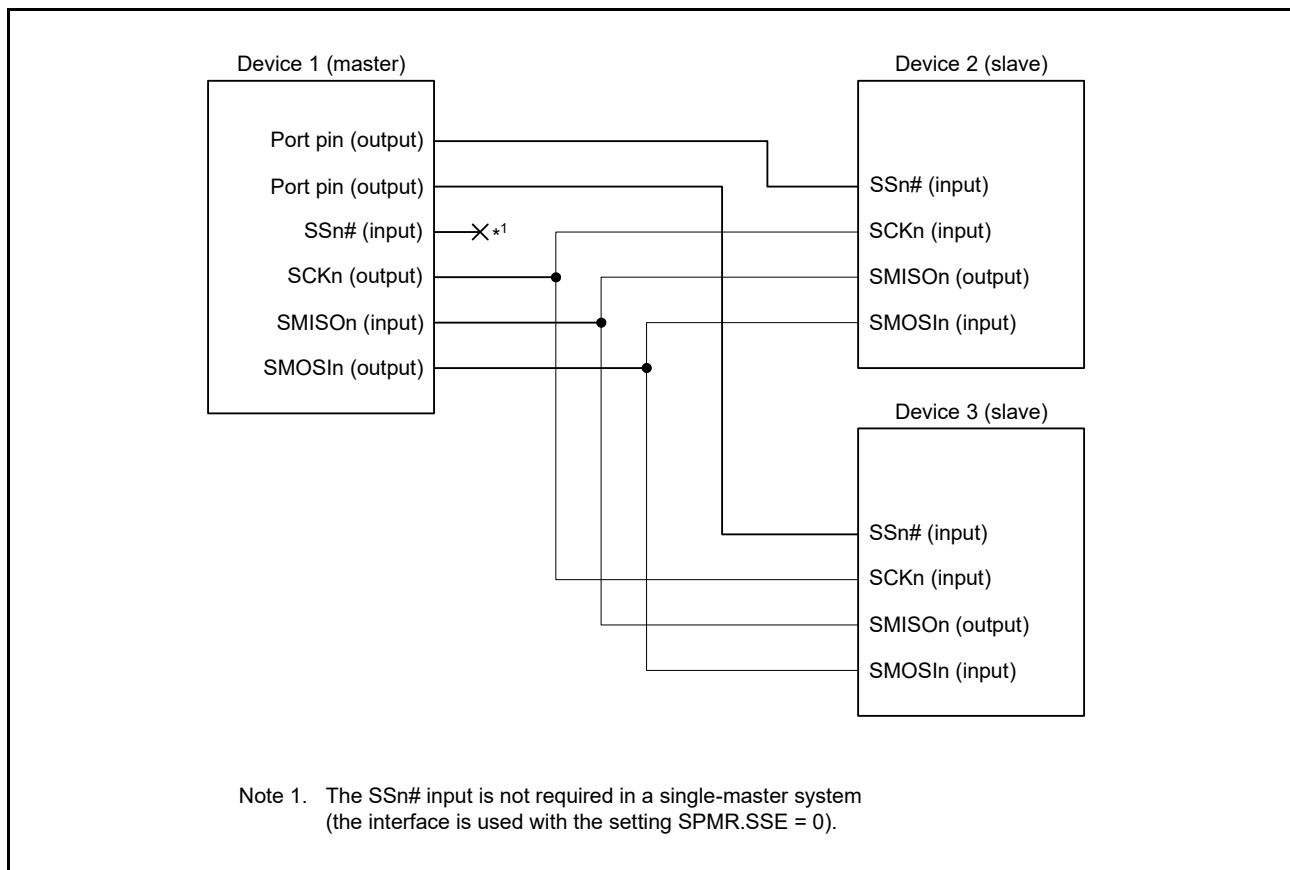 Device 1 (master)
Port pin (output)
Port pin (output)
SSn# (input)
*1
SCKn (output)
SMISOn (input)
SMOSIn (output)
Device 2 (slave)
SSn# (input)
SCKn (input)
SMISOn (output)
SMOSIn (input)
Device 3 (slave)
SSn# (input)
SCKn (input)
SMISOn (output)
SMOSIn (input)
Note 1. The SSn# input is not required in a single-master system
(the interface is used with the setting SPMR.SSE = 0).